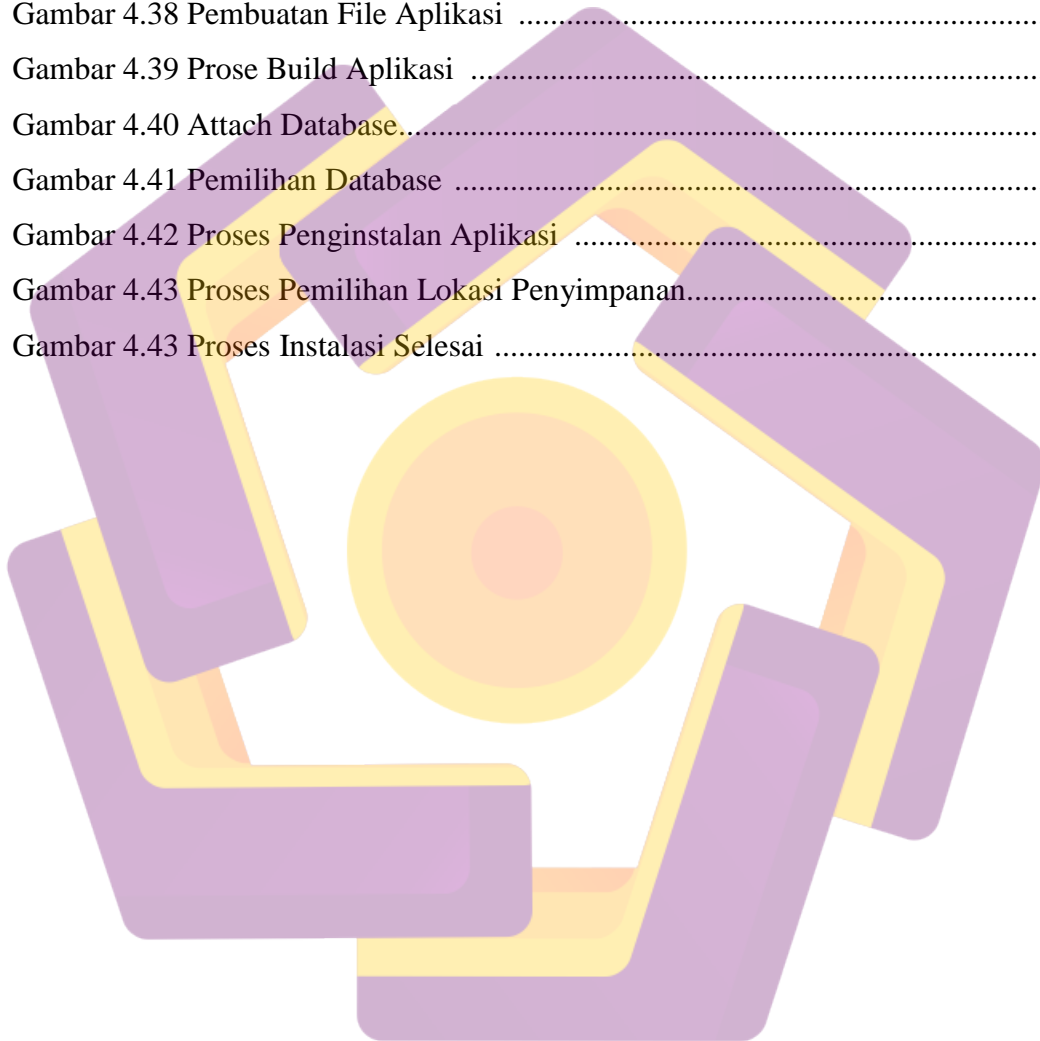 Gambar 4.38 Pembuatan File Aplikasi ................................................................
Gambar 4.39 Prose Build Aplikasi ......................................................................
Gambar 4.40 Attach Database...............................................................................
Gambar 4.41 Pemilihan Database ........................................................................
Gambar 4.42 Proses Penginstalan Aplikasi .........................................................
Gambar 4.43 Proses Pemilihan Lokasi Penyimpanan...........................................
Gambar 4.43 Proses Instalasi Selesai ...................................................................